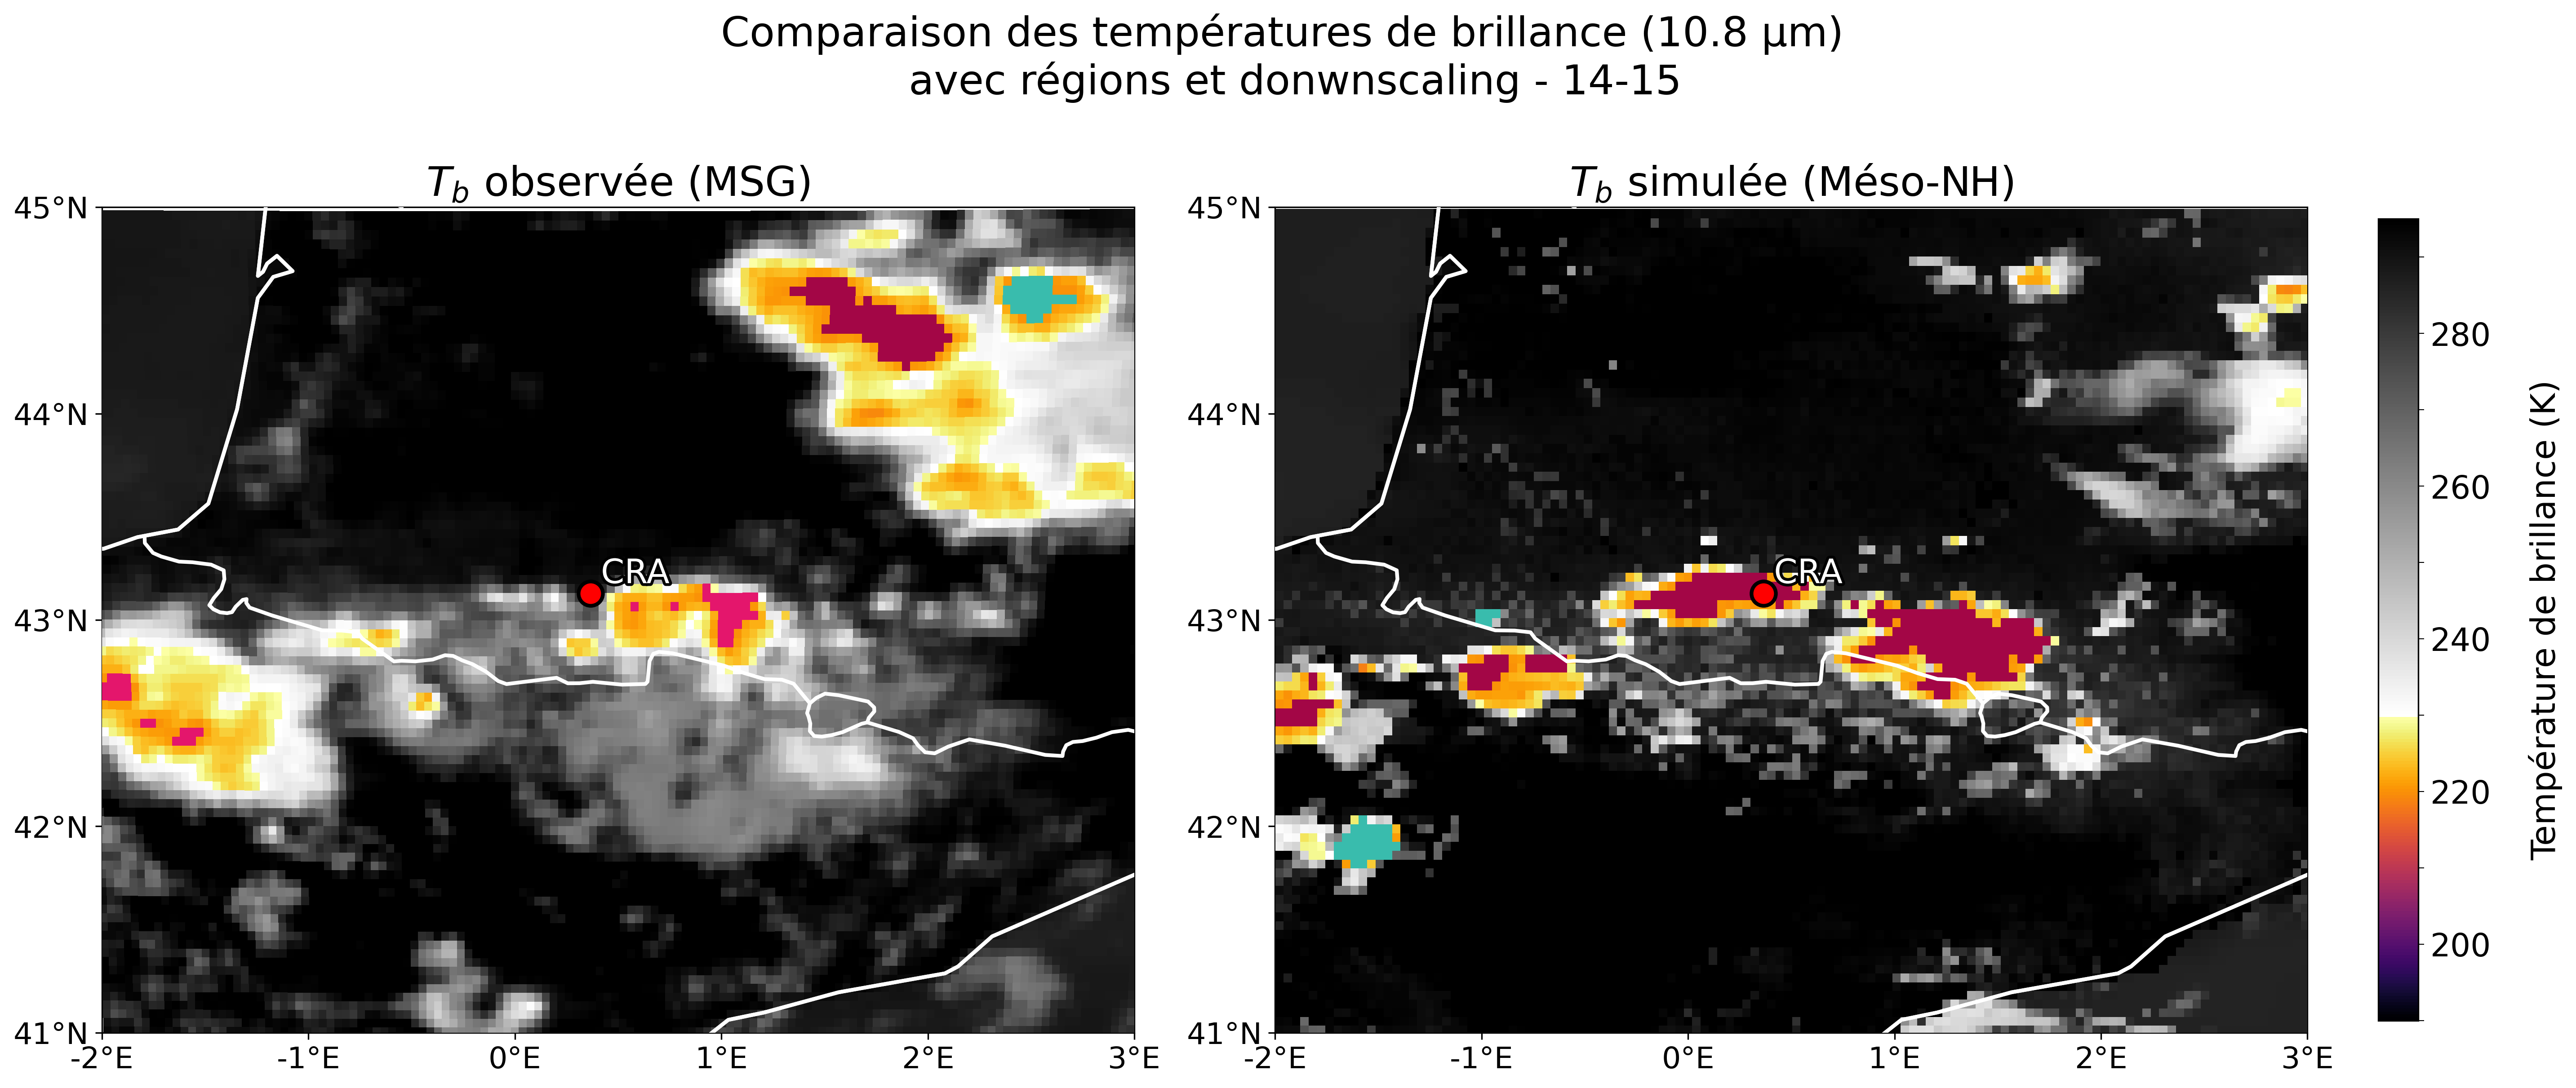 Comparaison des températures de brillance (10.8 µm)
avec régions et donwnscaling - 14-15
T_b observée (MSG)
T_b simulée (Méso-NH)
45°N
44°N
43°N
42°N
41°N
-2°E
-1°E
0°E
1°E
2°E
3°E
CRA
45°N
44°N
43°N
42°N
41°N
-2°E
-1°E
0°E
1°E
2°E
3°E
CRA
280
260
240
220
200
Température de brillance (K)